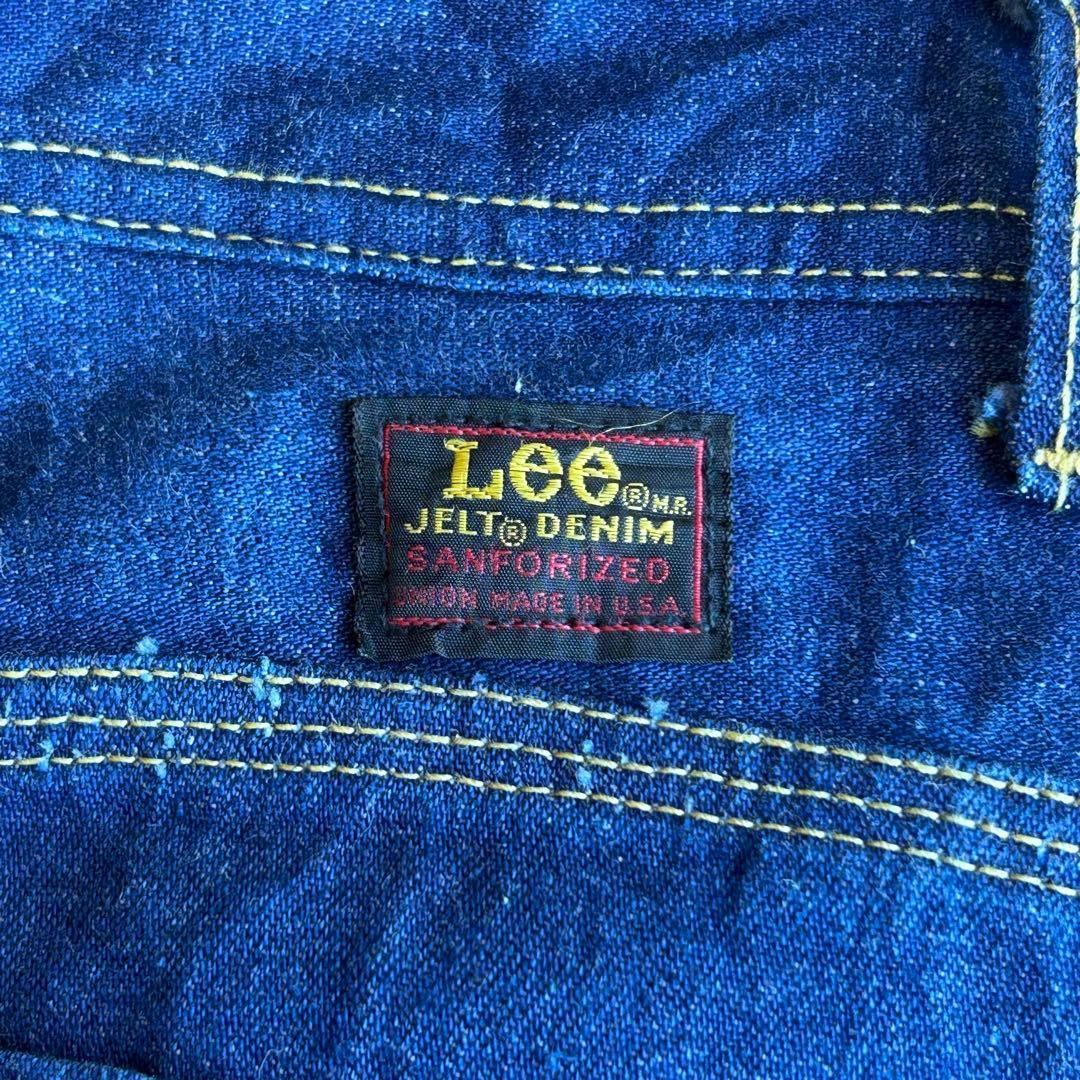 Lee® M.R.
JELT® DENIM
SANFORIZED
UNION MADE IN U.S.A.